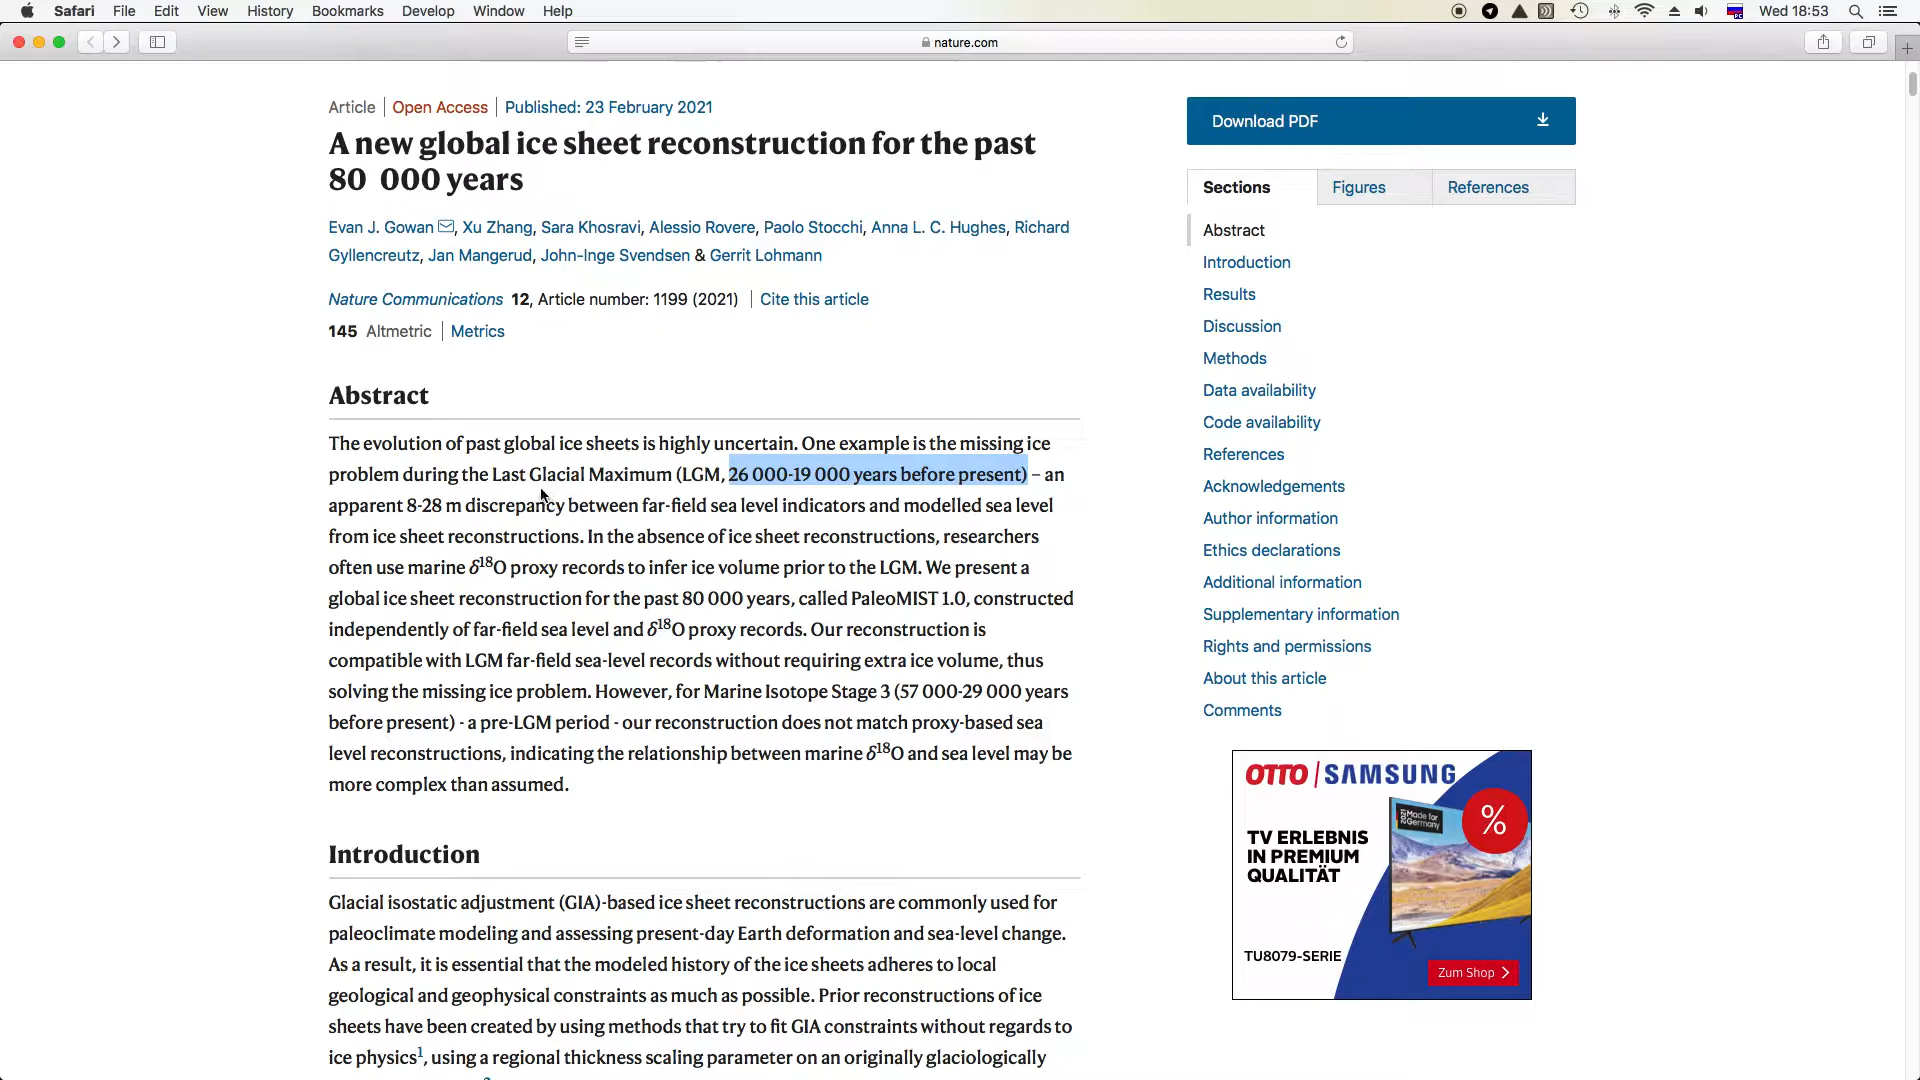 Safari File Edit View History Bookmarks Develop Window Help Wed 18:53
nature.com
Article | Open Access | Published: 23 February 2021
A new global ice sheet reconstruction for the past
80 000 years
Evan J. Gowan, Xu Zhang, Sara Khosravi, Alessio Rovere, Paolo Stocchi, Anna L. C. Hughes, Richard
Gyllencreutz, Jan Mangerud, John-Inge Svendsen & Gerrit Lohmann
Nature Communications 12, Article number: 1199 (2021) | Cite this article
145 Altmetric | Metrics
Abstract
The evolution of past global ice sheets is highly uncertain. One example is the missing ice
problem during the Last Glacial Maximum (LGM, 26 000-19 000 years before present) – an
apparent 8-28 m discrepancy between far-field sea level indicators and modelled sea level
from ice sheet reconstructions. In the absence of ice sheet reconstructions, researchers
often use marine δ¹⁸O proxy records to infer ice volume prior to the LGM. We present a
global ice sheet reconstruction for the past 80 000 years, called PaleoMIST 1.0, constructed
independently of far-field sea level and δ¹⁸O proxy records. Our reconstruction is
compatible with LGM far-field sea-level records without requiring extra ice volume, thus
solving the missing ice problem. However, for Marine Isotope Stage 3 (57 000-29 000 years
before present) - a pre-LGM period - our reconstruction does not match proxy-based sea
level reconstructions, indicating the relationship between marine δ¹⁸O and sea level may be
more complex than assumed.
Introduction
Glacial isostatic adjustment (GIA)-based ice sheet reconstructions are commonly used for
paleoclimate modeling and assessing present-day Earth deformation and sea-level change.
As a result, it is essential that the modeled history of the ice sheets adheres to local
geological and geophysical constraints as much as possible. Prior reconstructions of ice
sheets have been created by using methods that try to fit GIA constraints without regards to
ice physics¹, using a regional thickness scaling parameter on an originally glaciologically
Download PDF
Sections Figures References
Abstract
Introduction
Results
Discussion
Methods
Data availability
Code availability
References
Acknowledgements
Author information
Ethics declarations
Additional information
Supplementary information
Rights and permissions
About this article
Comments
OTTO | SAMSUNG
Made for
Germany
%
TV ERLEBNIS
IN PREMIUM
QUALITÄT
TU8079-SERIE
Zum Shop